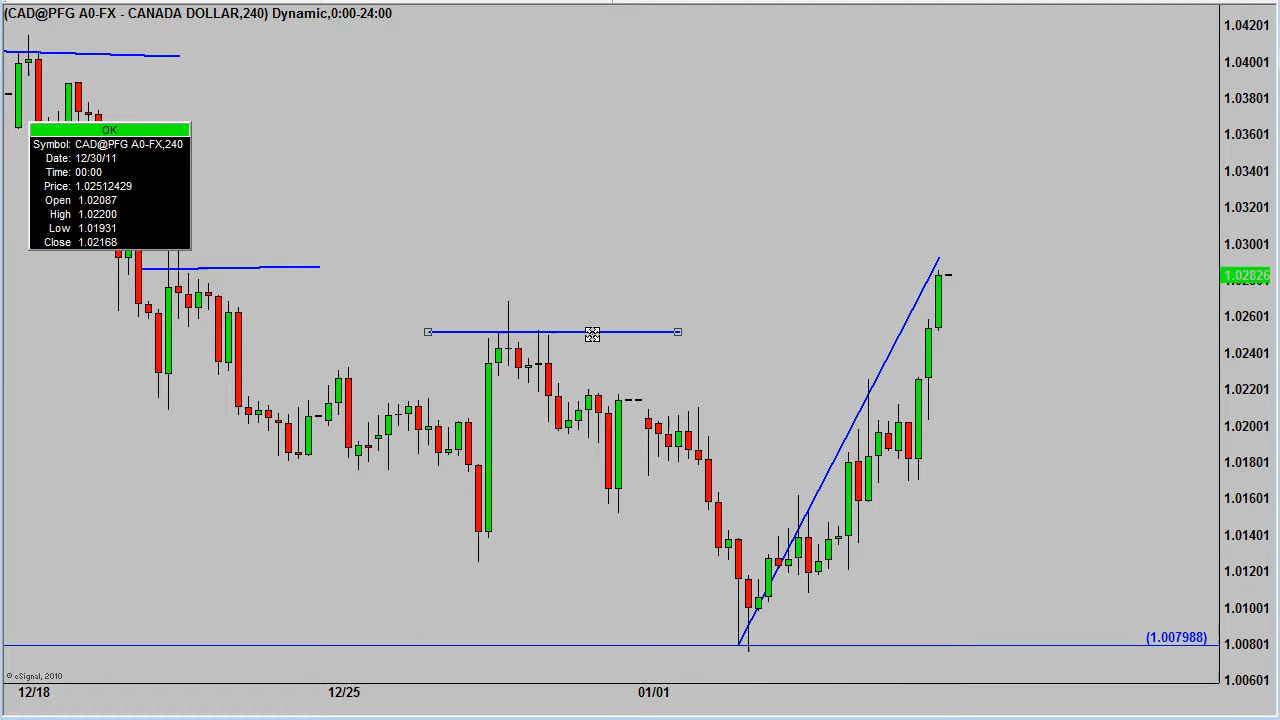 (CAD@PFG A0-FX - CANADA DOLLAR,240) Dynamic,0:00-24:00
OK
Symbol: CAD@PFG A0-FX,240
Date: 12/30/11
Time: 00:00
Price: 1.02512429
Open 1.02087
High 1.02200
Low 1.01931
Close 1.02168
1.04201
1.04001
1.03801
1.03601
1.03401
1.03201
1.03001
1.02826
1.02601
1.02401
1.02201
1.02001
1.01801
1.01601
1.01401
1.01201
1.01001
(1.007988)
1.00801
1.00601
© eSignal, 2010
12/18
12/25
01/01